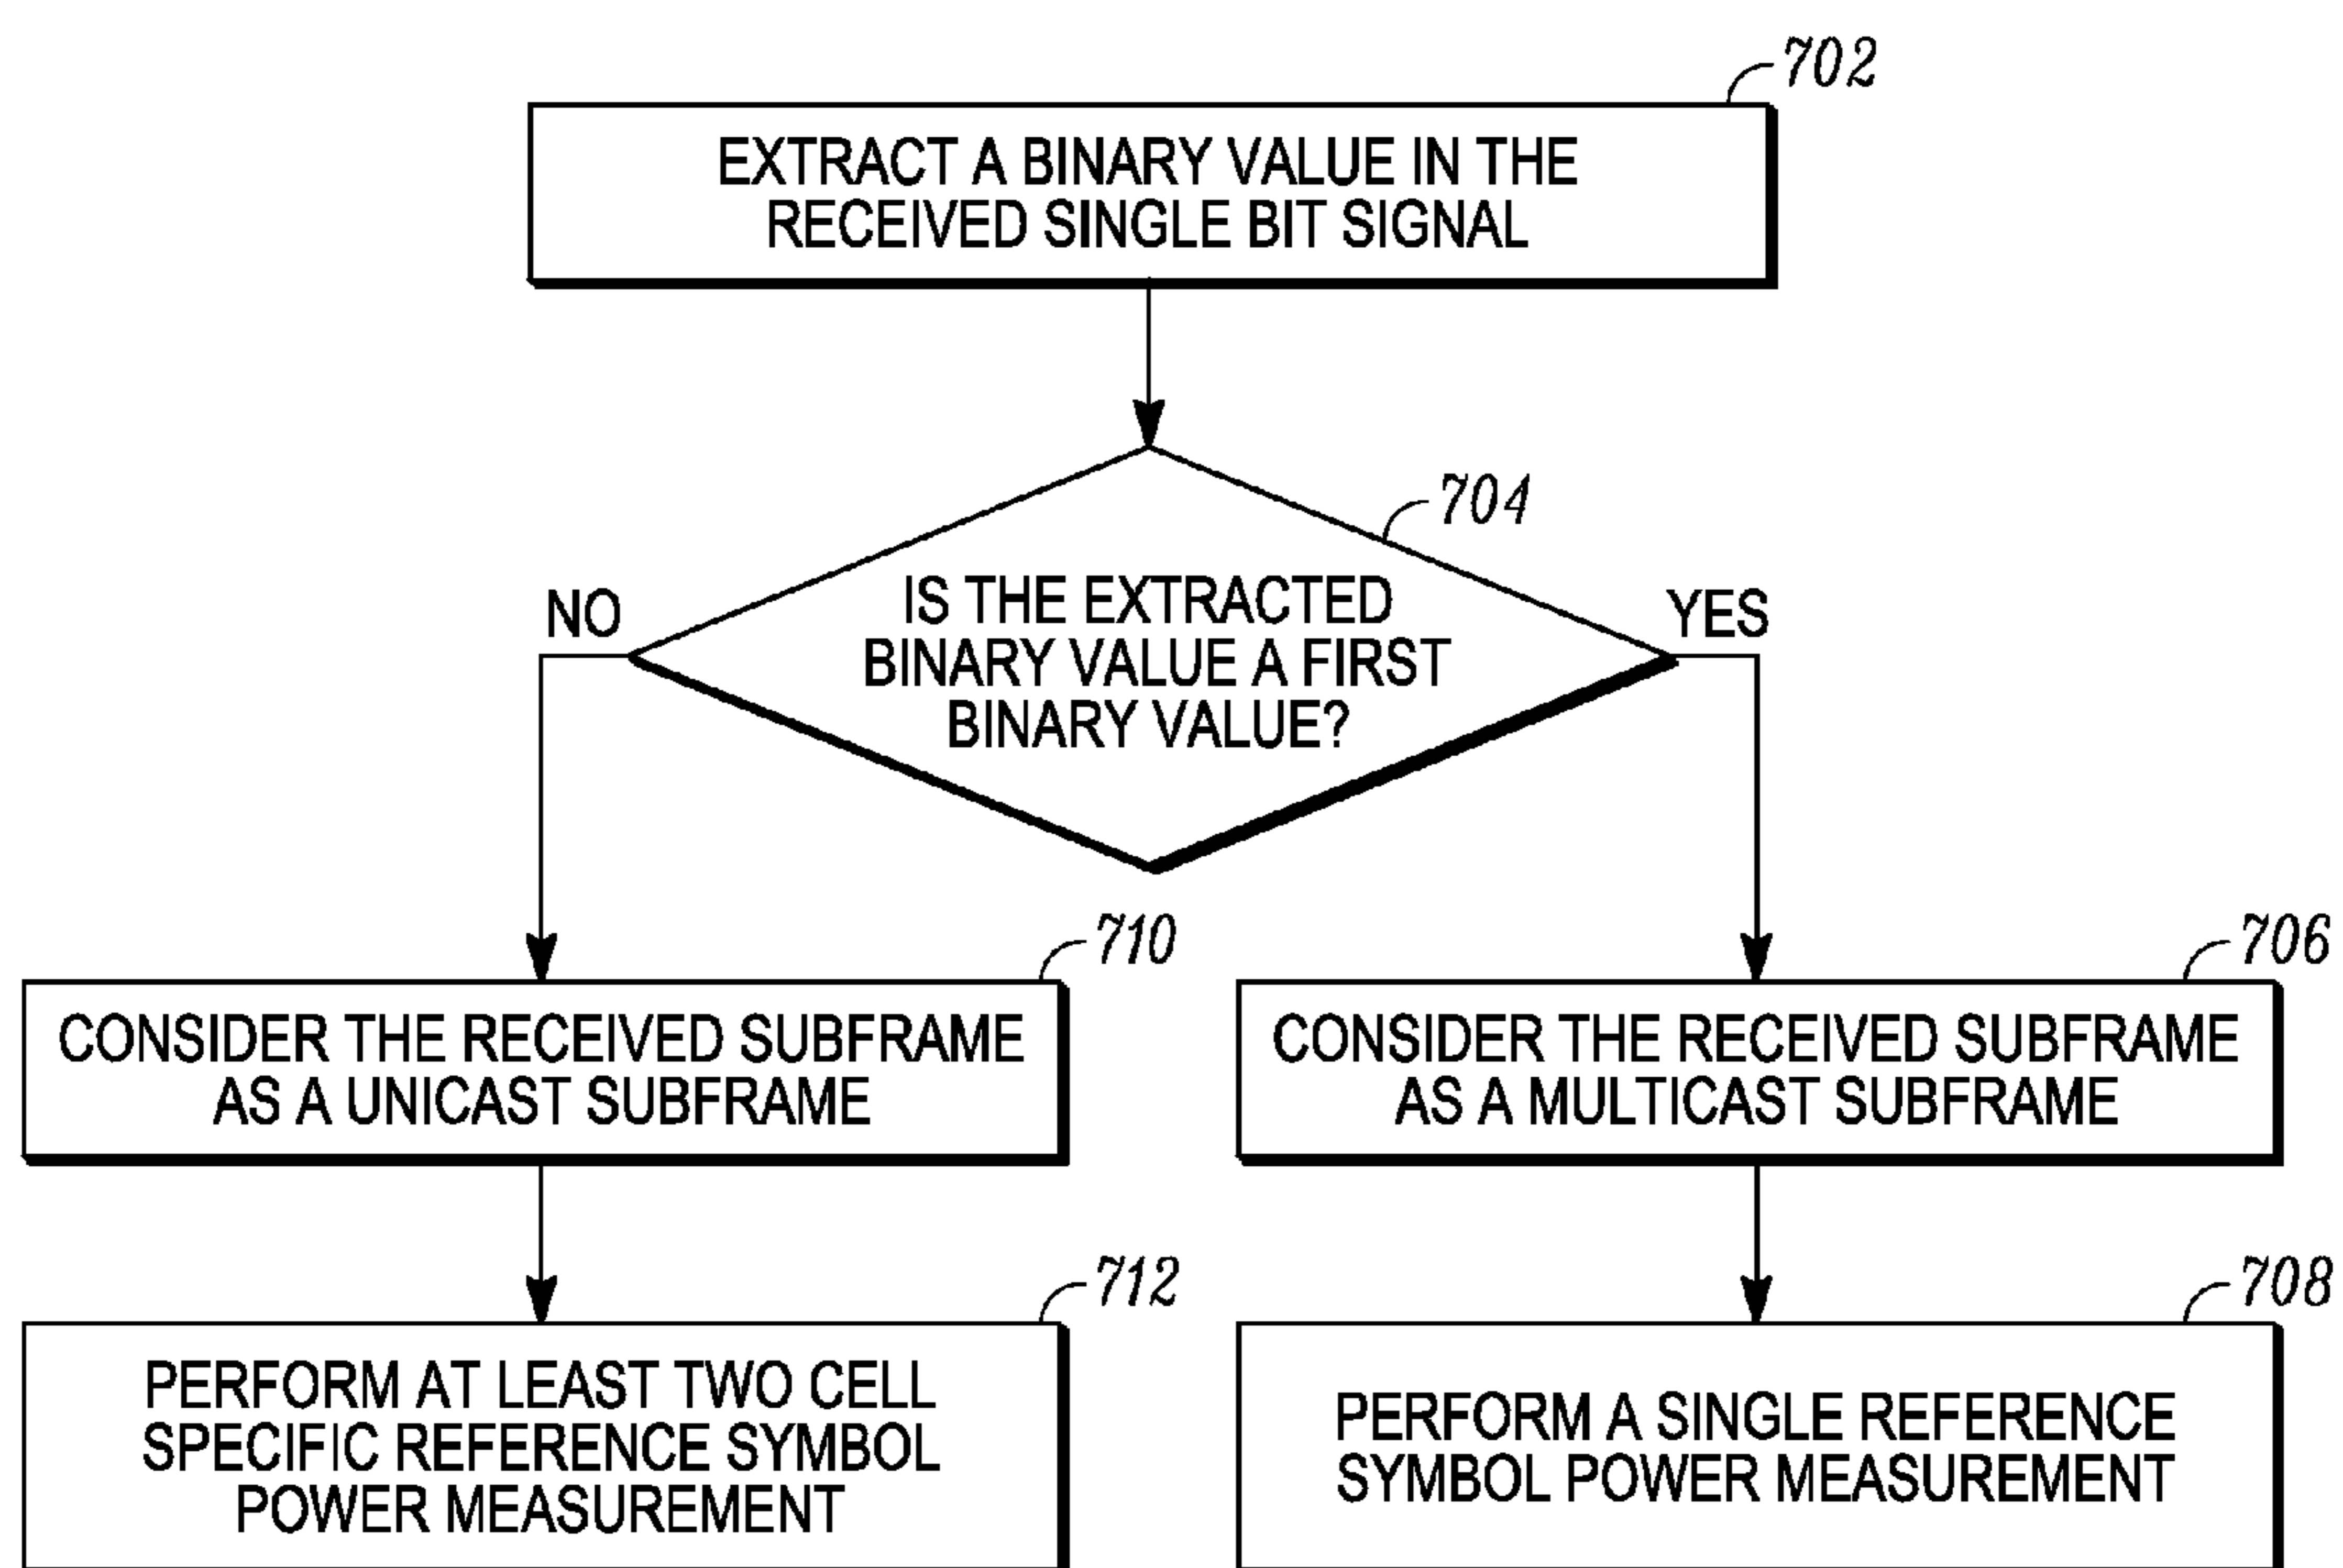 702
EXTRACT A BINARY VALUE IN THE
RECEIVED SINGLE BIT SIGNAL
704
IS THE EXTRACTED
BINARY VALUE A FIRST
BINARY VALUE?
NO
YES
710
CONSIDER THE RECEIVED SUBFRAME
AS A UNICAST SUBFRAME
706
CONSIDER THE RECEIVED SUBFRAME
AS A MULTICAST SUBFRAME
712
PERFORM AT LEAST TWO CELL
SPECIFIC REFERENCE SYMBOL
POWER MEASUREMENT
708
PERFORM A SINGLE REFERENCE
SYMBOL POWER MEASUREMENT